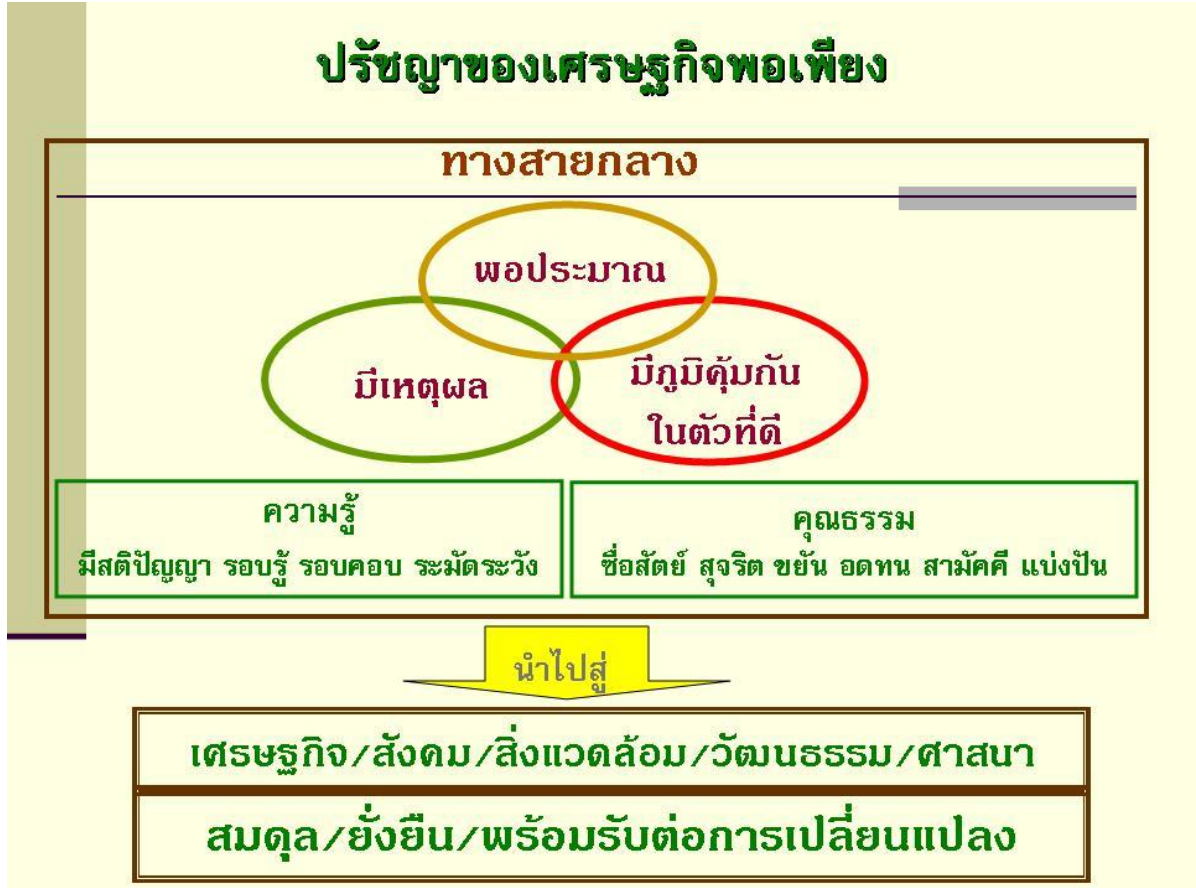 ปรัชญาของเศรษฐกิจพอเพียง
ทางสายกลาง
พอประมาณ
มีเหตุผล
มีภูมิคุ้มกัน
ในตัวที่ดี
ความรู้
มีสติปัญญา รอบรู้ รอบคอบ ระมัดระวัง
คุณธรรม
ซื่อสัตย์ สุจริต ขยัน อดทน สามัคคี แบ่งปัน
นำไปสู่
เศรษฐกิจ/สังคม/สิ่งแวดล้อม/วัฒนธรรม/ศาสนา
สมดุล/ยั่งยืน/พร้อมรับต่อการเปลี่ยนแปลง